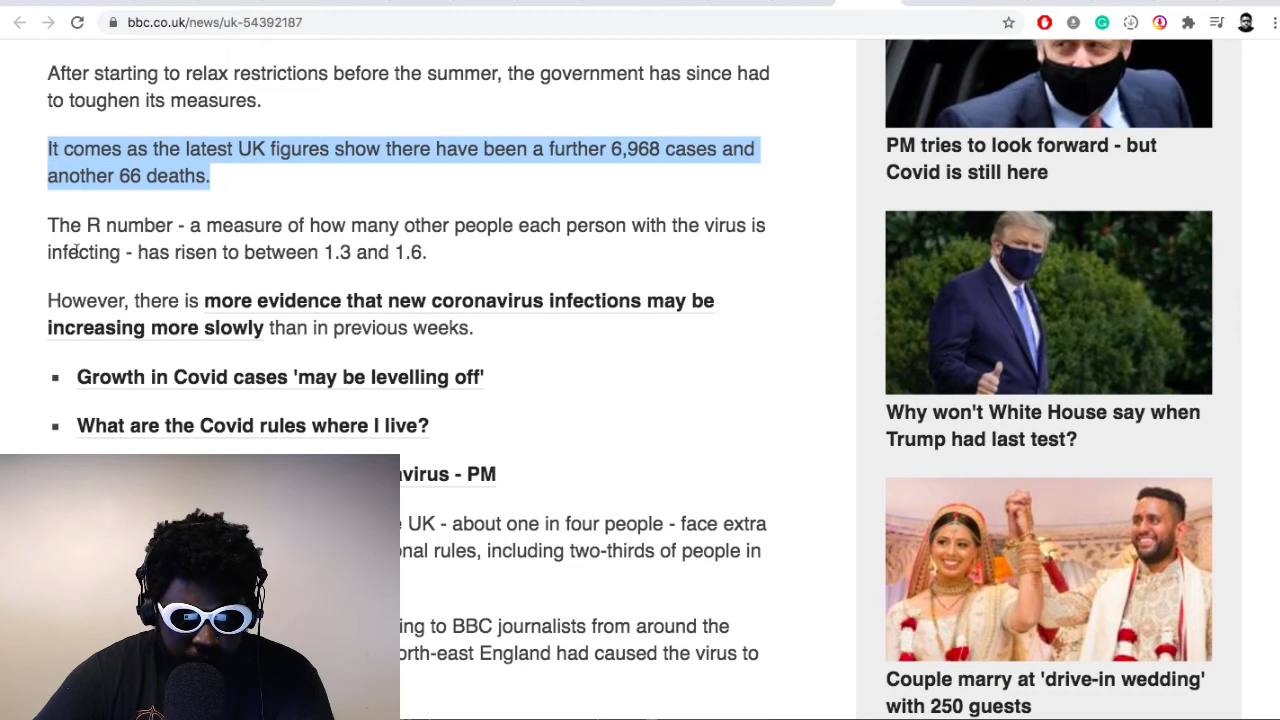 bbc.co.uk/news/uk-54392187
After starting to relax restrictions before the summer, the government has since had
to toughen its measures.
It comes as the latest UK figures show there have been a further 6,968 cases and
another 66 deaths.
The R number - a measure of how many other people each person with the virus is
infecting - has risen to between 1.3 and 1.6.
However, there is more evidence that new coronavirus infections may be
increasing more slowly than in previous weeks.
Growth in Covid cases 'may be levelling off'
What are the Covid rules where I live?
avirus - PM
UK - about one in four people - face extra
onal rules, including two-thirds of people in
ing to BBC journalists from around the
orth-east England had caused the virus to
PM tries to look forward - but
Covid is still here
Why won't White House say when
Trump had last test?
Couple marry at 'drive-in wedding'
with 250 guests